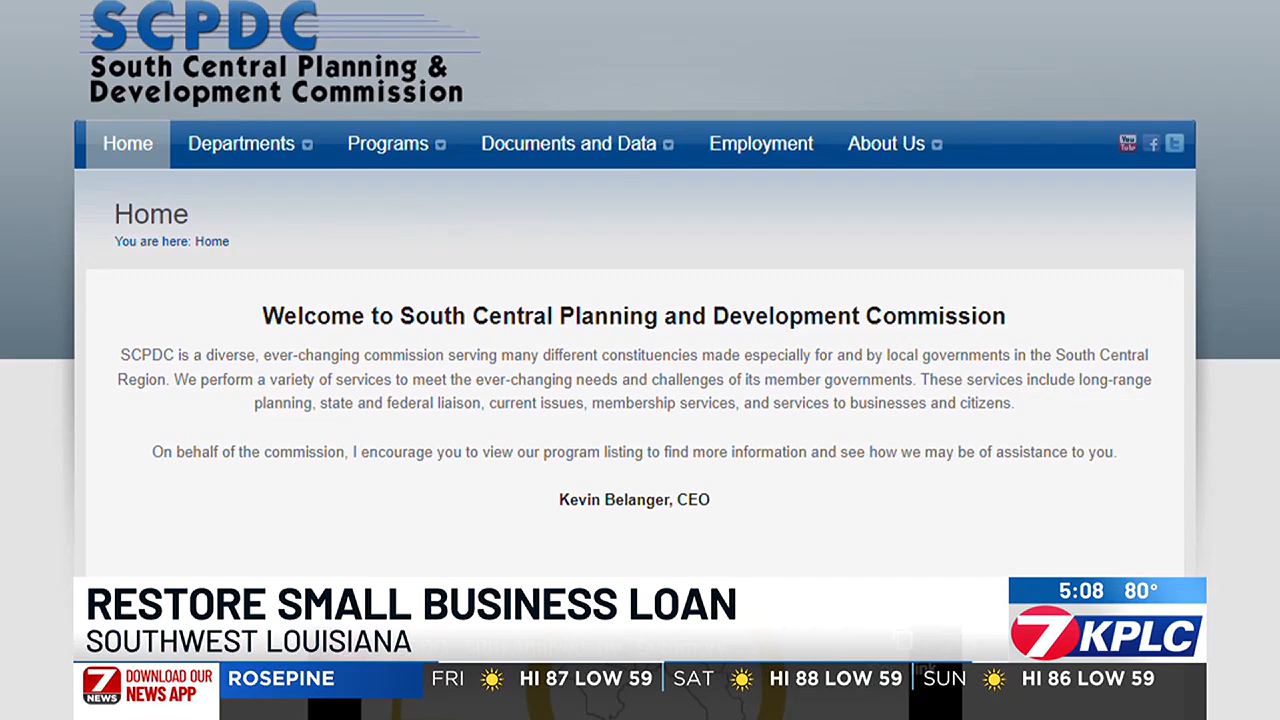 SCPDC
South Central Planning &
Development Commission
Home Departments Programs Documents and Data Employment About Us You Tube f t
Home
You are here: Home
Welcome to South Central Planning and Development Commission
SCPDC is a diverse, ever-changing commission serving many different constituencies made especially for and by local governments in the South Central
Region. We perform a variety of services to meet the ever-changing needs and challenges of its member governments. These services include long-range
planning, state and federal liaison, current issues, membership services, and services to businesses and citizens.
On behalf of the commission, I encourage you to view our program listing to find more information and see how we may be of assistance to you.
Kevin Belanger, CEO
RESTORE SMALL BUSINESS LOAN
SOUTHWEST LOUISIANA
5:08 80°
7 KPLC
7 NEWS DOWNLOAD OUR NEWS APP
ROSEPINE FRI HI 87 LOW 59 SAT HI 88 LOW 59 SUN HI 86 LOW 59